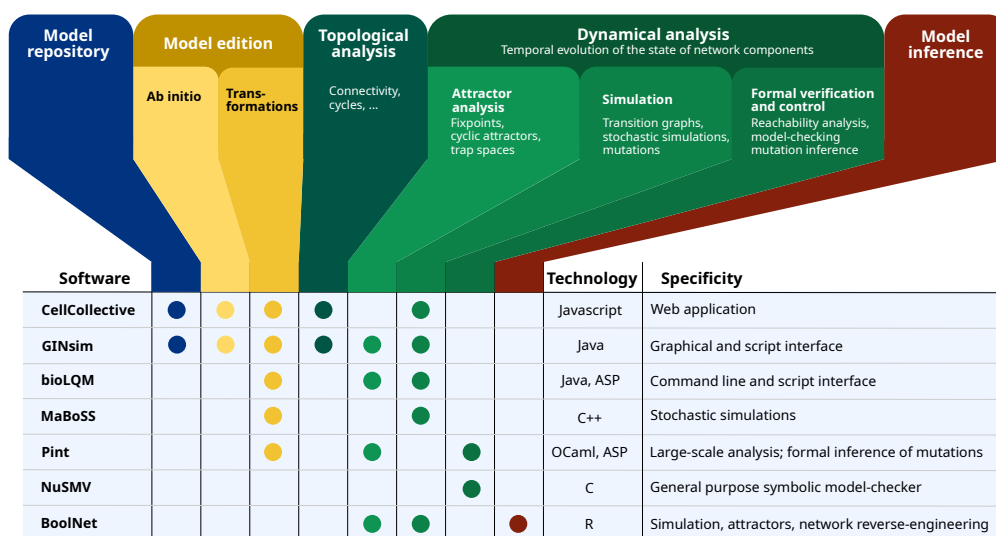 Model
repository
Model edition
Topological
analysis
Dynamical analysis
Temporal evolution of the state of network components
Model
inference
Ab initio
Trans-
formations
Connectivity,
cycles, ...
Attractor
analysis
Fixpoints,
cyclic attractors,
trap spaces
Simulation
Transition graphs,
stochastic simulations,
mutations
Formal verification
and control
Reachability analysis,
model-checking
mutation inference
Software Technology Specificity
CellCollective Javascript Web application
GINsim Java Graphical and script interface
bioLQM Java, ASP Command line and script interface
MaBoSS C++ Stochastic simulations
Pint OCaml, ASP Large-scale analysis; formal inference of mutations
NuSMV C General purpose symbolic model-checker
BoolNet R Simulation, attractors, network reverse-engineering